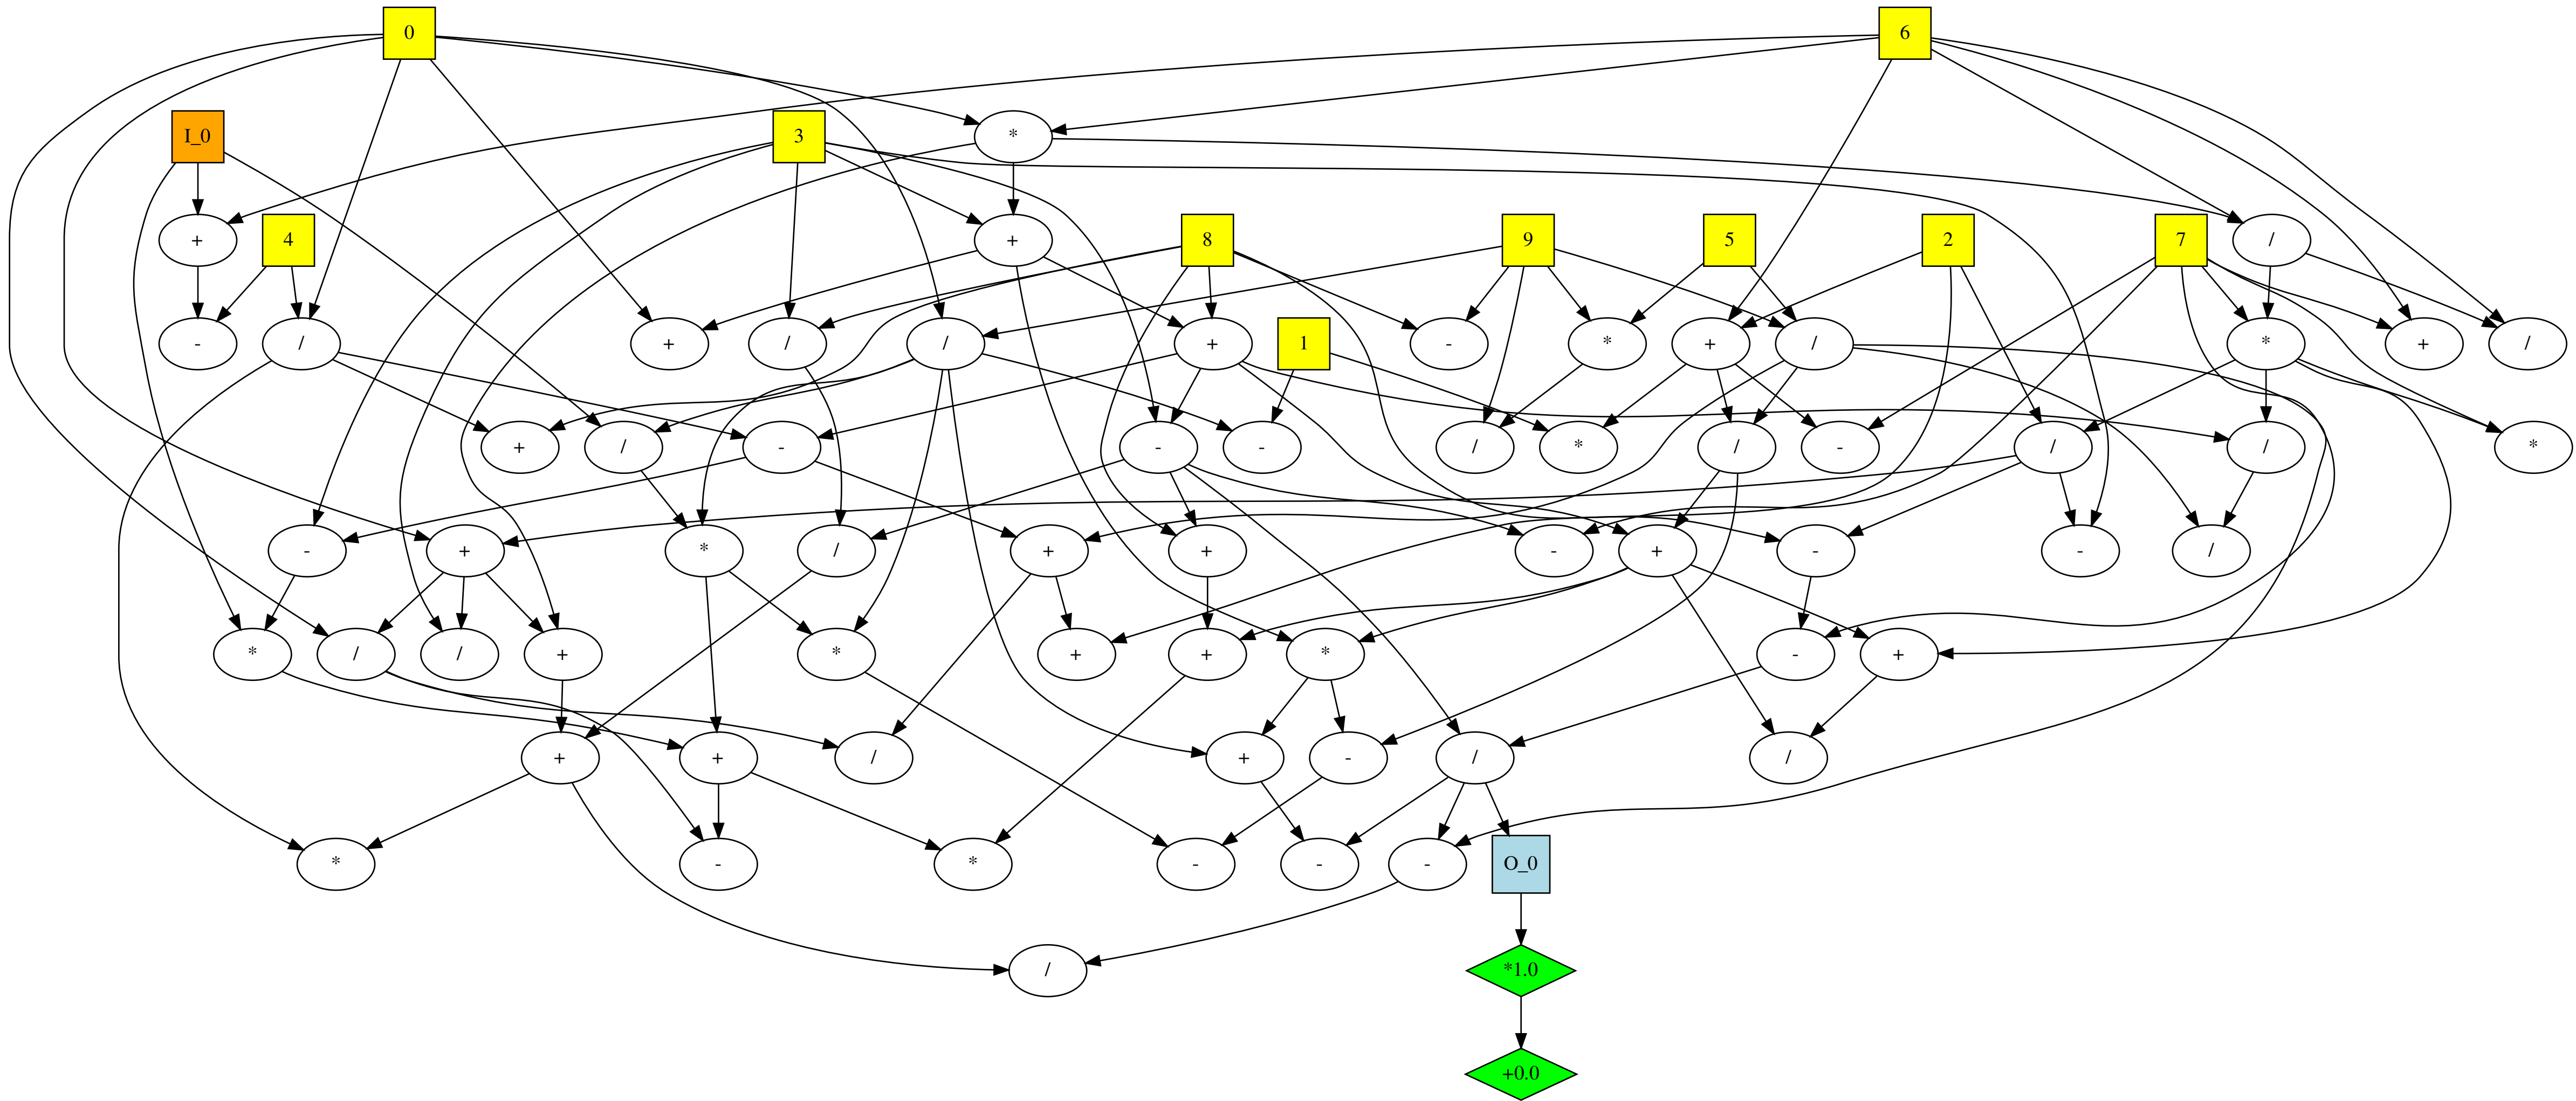 0 6
I_0 3 *
+ 4 8 9 5 2 7 /
- / + / / + 1 - * + / * + /
+ / - - - / * / - / / *
- + * / + + - + - - /
* / / + * + + * - +
+ + / + - / /
* - * - - - O_0
/ *1.0
+0.0